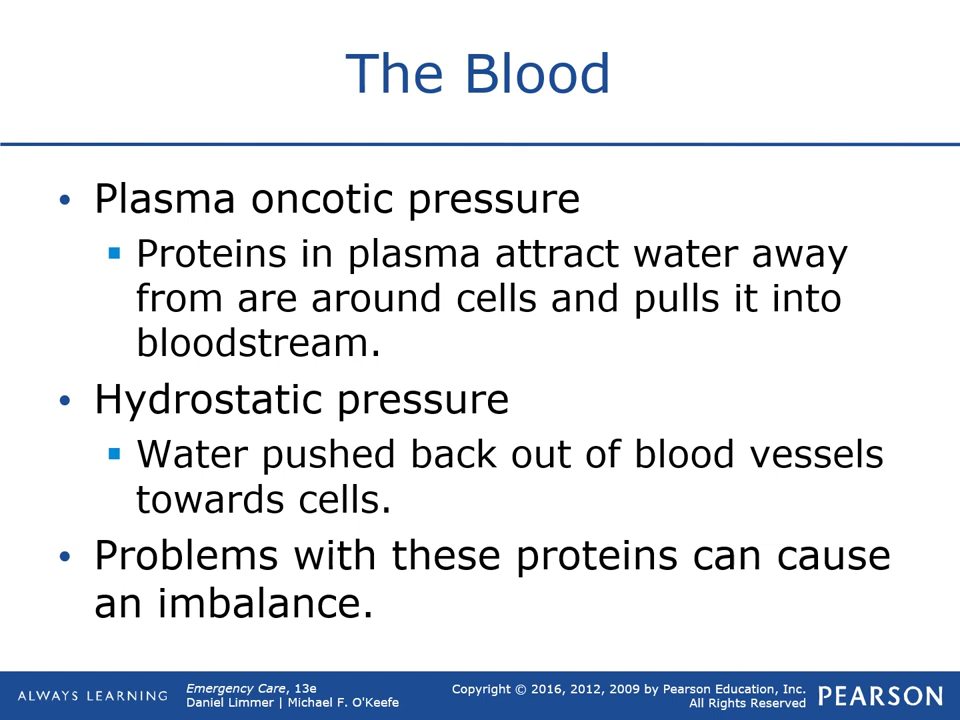 The Blood
• Plasma oncotic pressure
▪ Proteins in plasma attract water away
from are around cells and pulls it into
bloodstream.
• Hydrostatic pressure
▪ Water pushed back out of blood vessels
towards cells.
• Problems with these proteins can cause
an imbalance.
ALWAYS LEARNING
Emergency Care, 13e
Daniel Limmer | Michael F. O'Keefe
Copyright © 2016, 2012, 2009 by Pearson Education, Inc.
All Rights Reserved
PEARSON